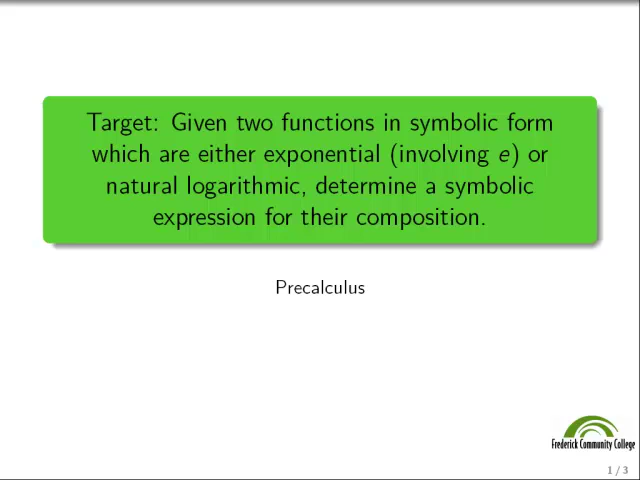 Target: Given two functions in symbolic form
which are either exponential (involving e) or
natural logarithmic, determine a symbolic
expression for their composition.
Precalculus
Frederick Community College
1 / 3